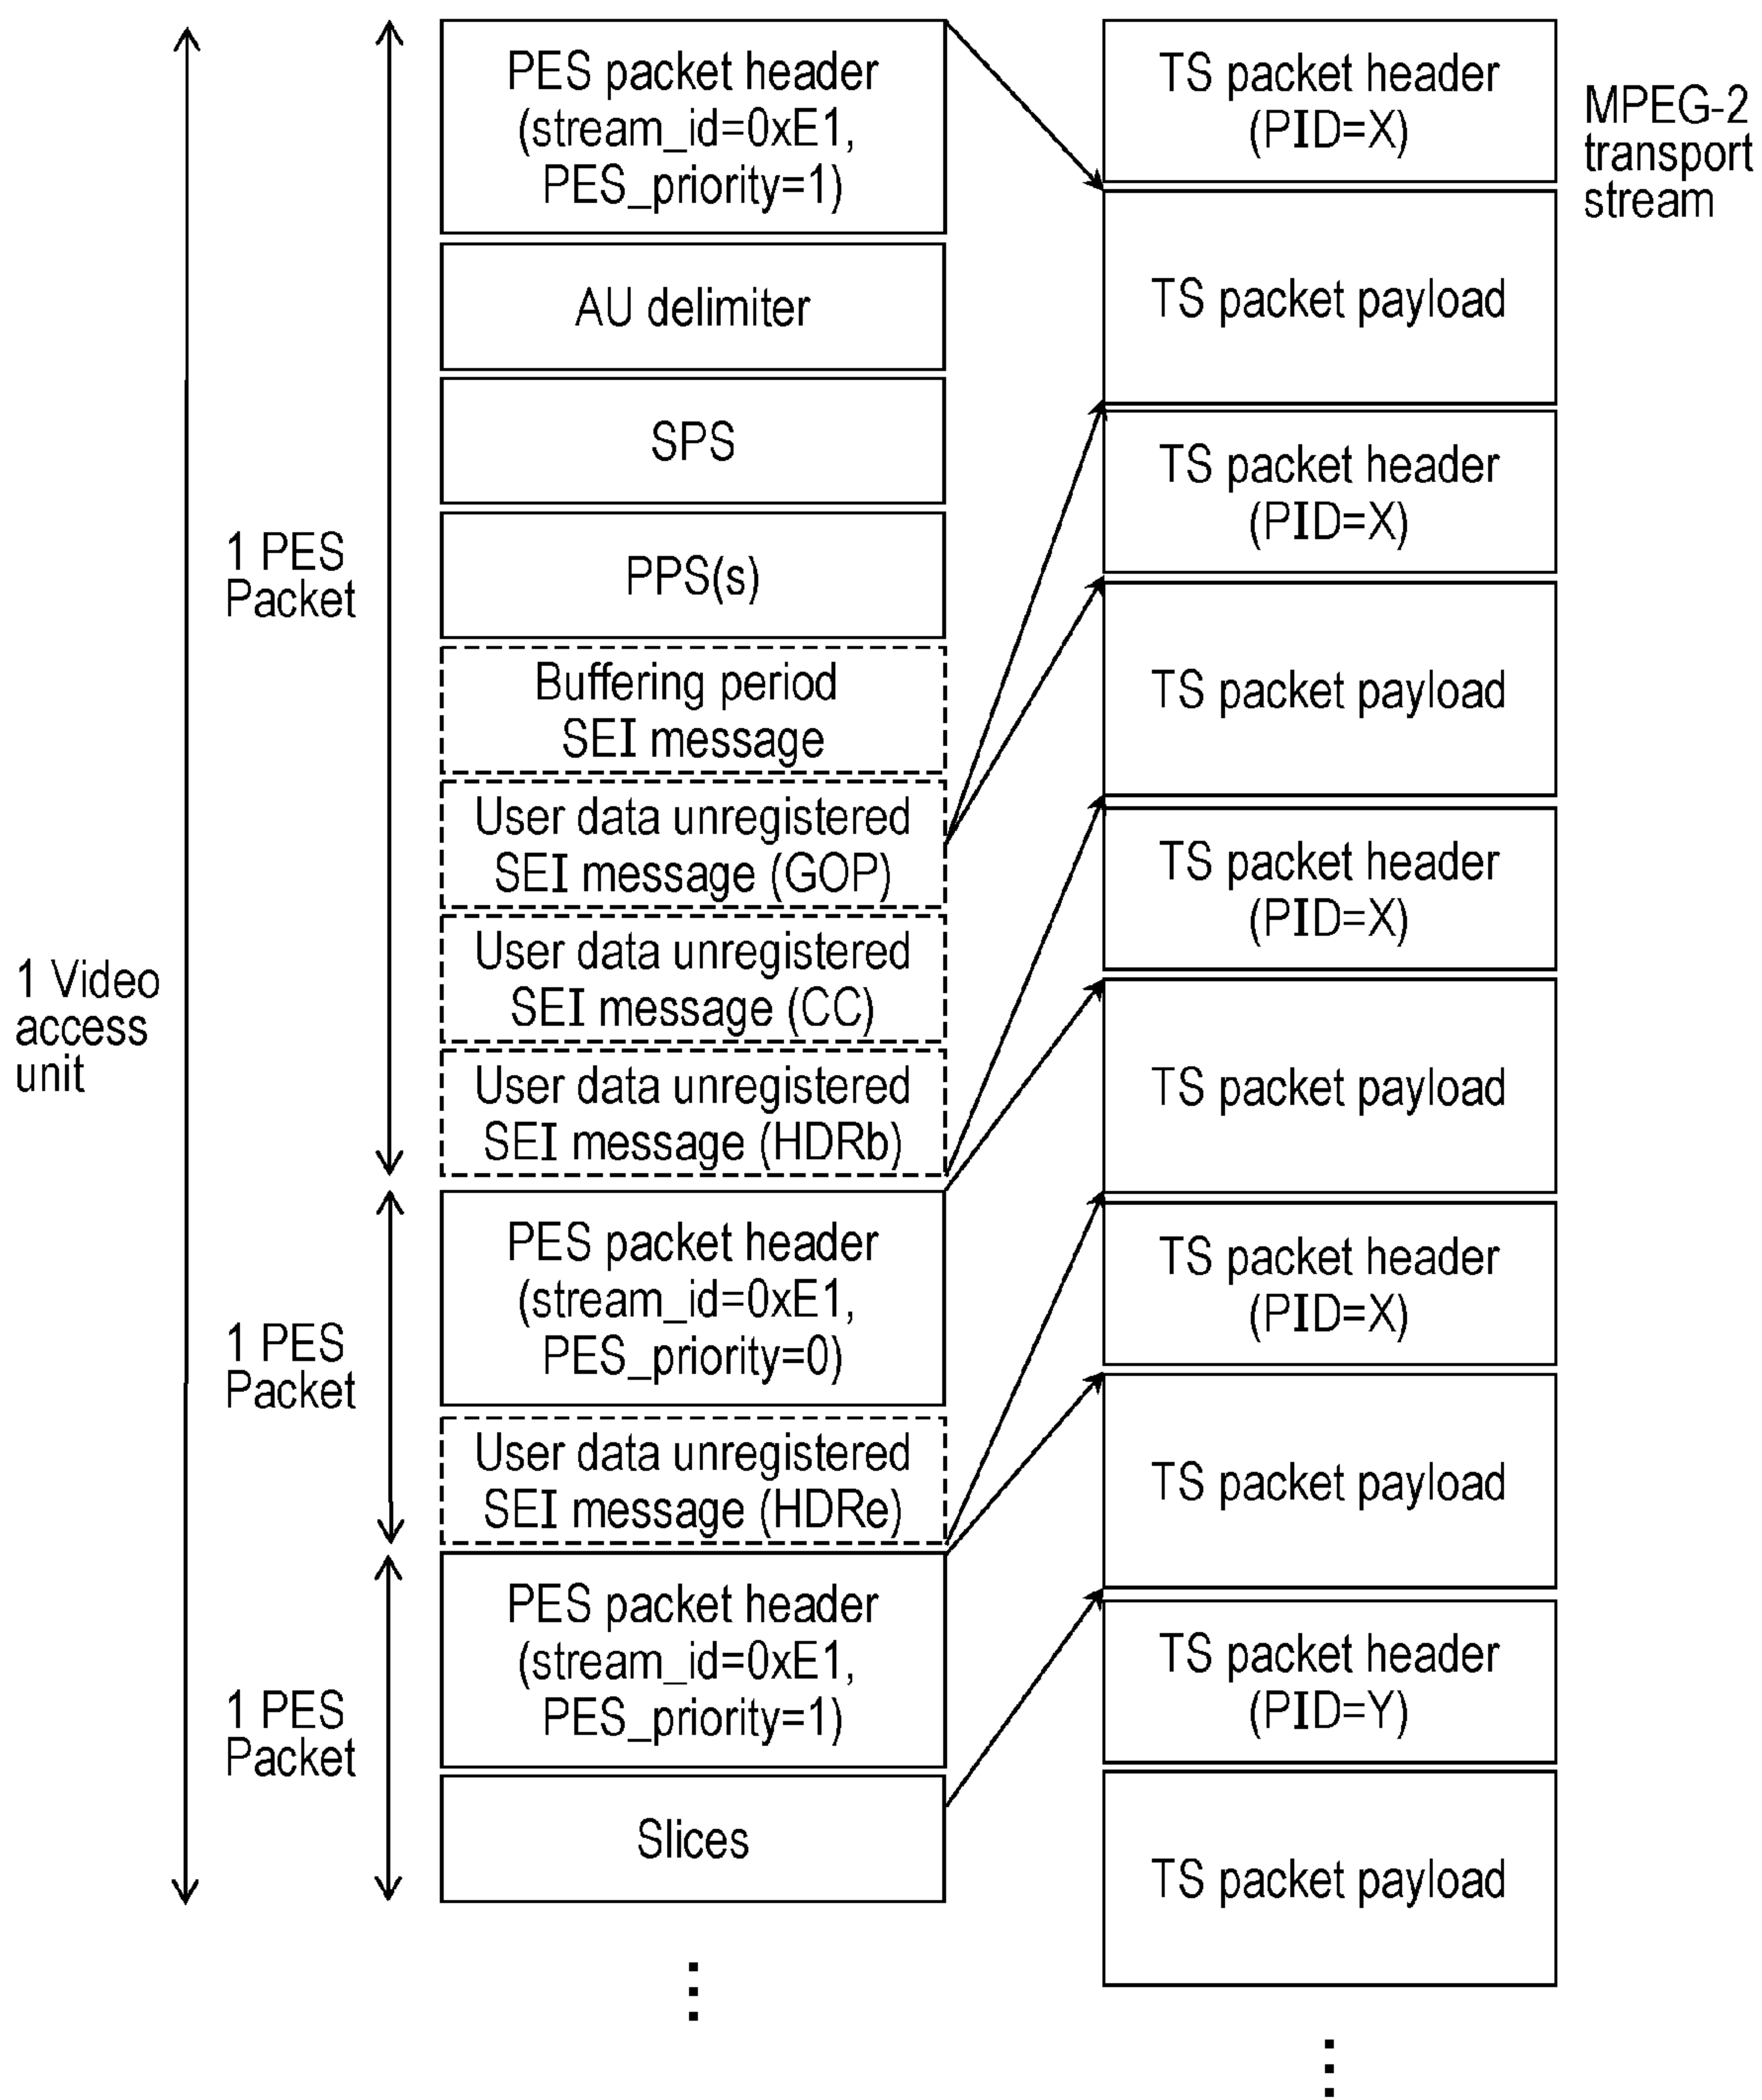 1 Video
access
unit
1 PES
Packet
1 PES
Packet
1 PES
Packet
PES packet header
(stream_id=0xE1,
PES_priority=1)
AU delimiter
SPS
PPS(s)
Buffering period
SEI message
User data unregistered
SEI message (GOP)
User data unregistered
SEI message (CC)
User data unregistered
SEI message (HDRb)
PES packet header
(stream_id=0xE1,
PES_priority=0)
User data unregistered
SEI message (HDRe)
PES packet header
(stream_id=0xE1,
PES_priority=1)
Slices
TS packet header
(PID=X)
TS packet payload
TS packet header
(PID=X)
TS packet payload
TS packet header
(PID=X)
TS packet payload
TS packet header
(PID=X)
TS packet payload
TS packet header
(PID=Y)
TS packet payload
MPEG-2
transport
stream